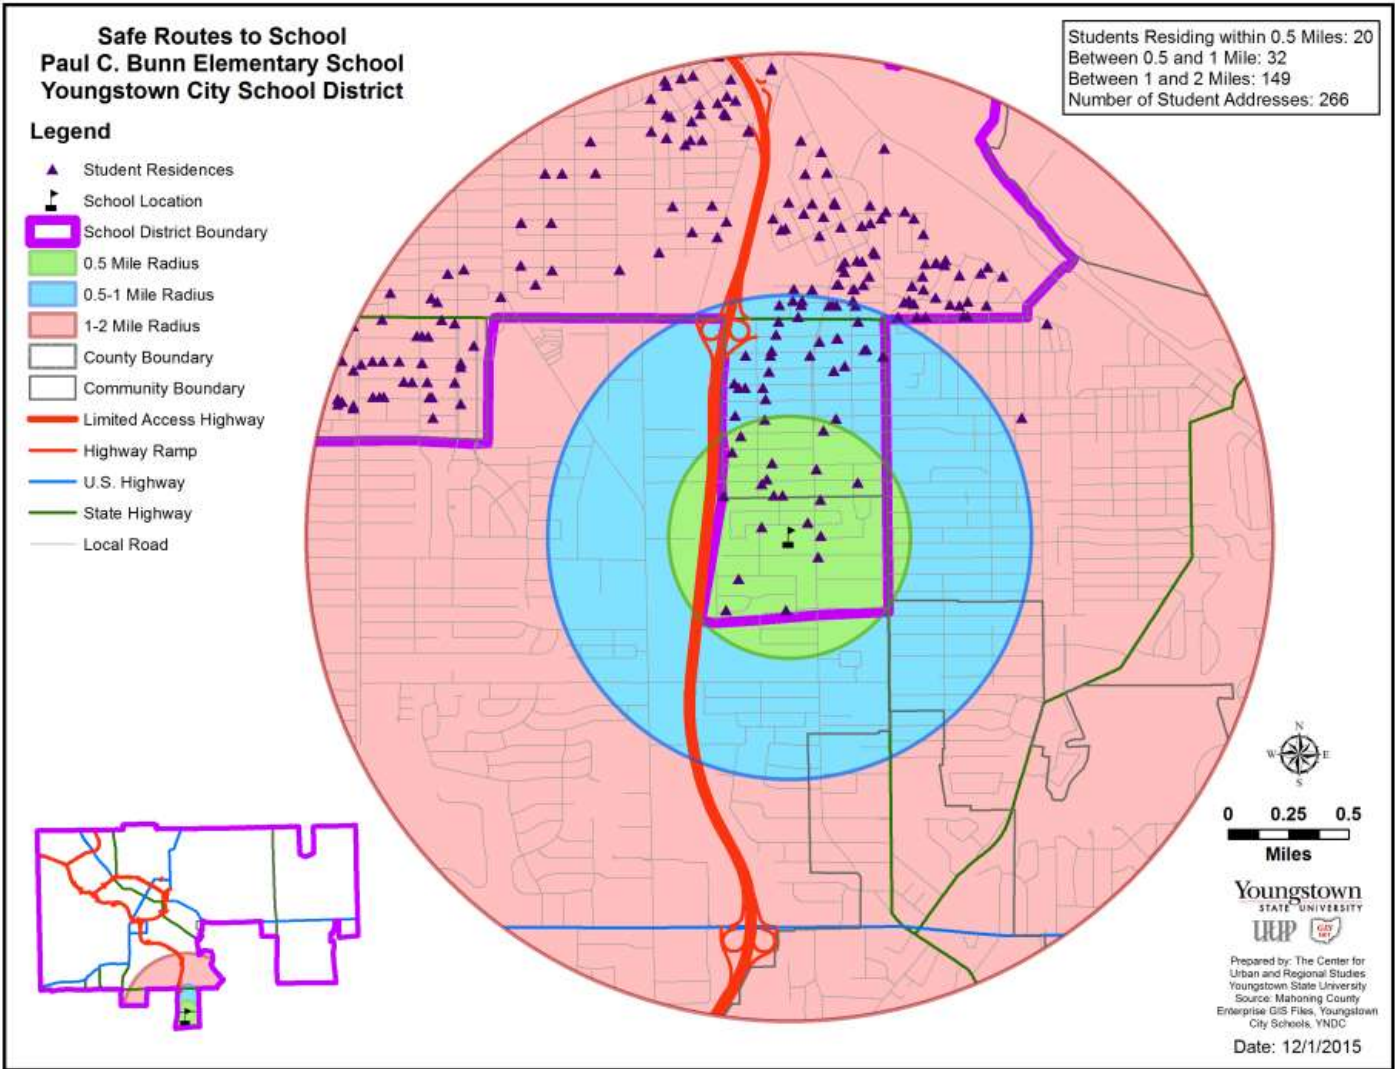 Safe Routes to School
Paul C. Bunn Elementary School
Youngstown City School District
Students Residing within 0.5 Miles: 20
Between 0.5 and 1 Mile: 32
Between 1 and 2 Miles: 149
Number of Student Addresses: 266
Legend
Student Residences
School Location
School District Boundary
0.5 Mile Radius
0.5-1 Mile Radius
1-2 Mile Radius
County Boundary
Community Boundary
Limited Access Highway
Highway Ramp
U.S. Highway
State Highway
Local Road
N
W E
S
0 0.25 0.5
Miles
Youngstown
STATE UNIVERSITY
UUP
Prepared by: The Center for
Urban and Regional Studies
Youngstown State University
Source: Mahoning County
Enterprise GIS Files, Youngstown
City Schools, YNDC
Date: 12/1/2015